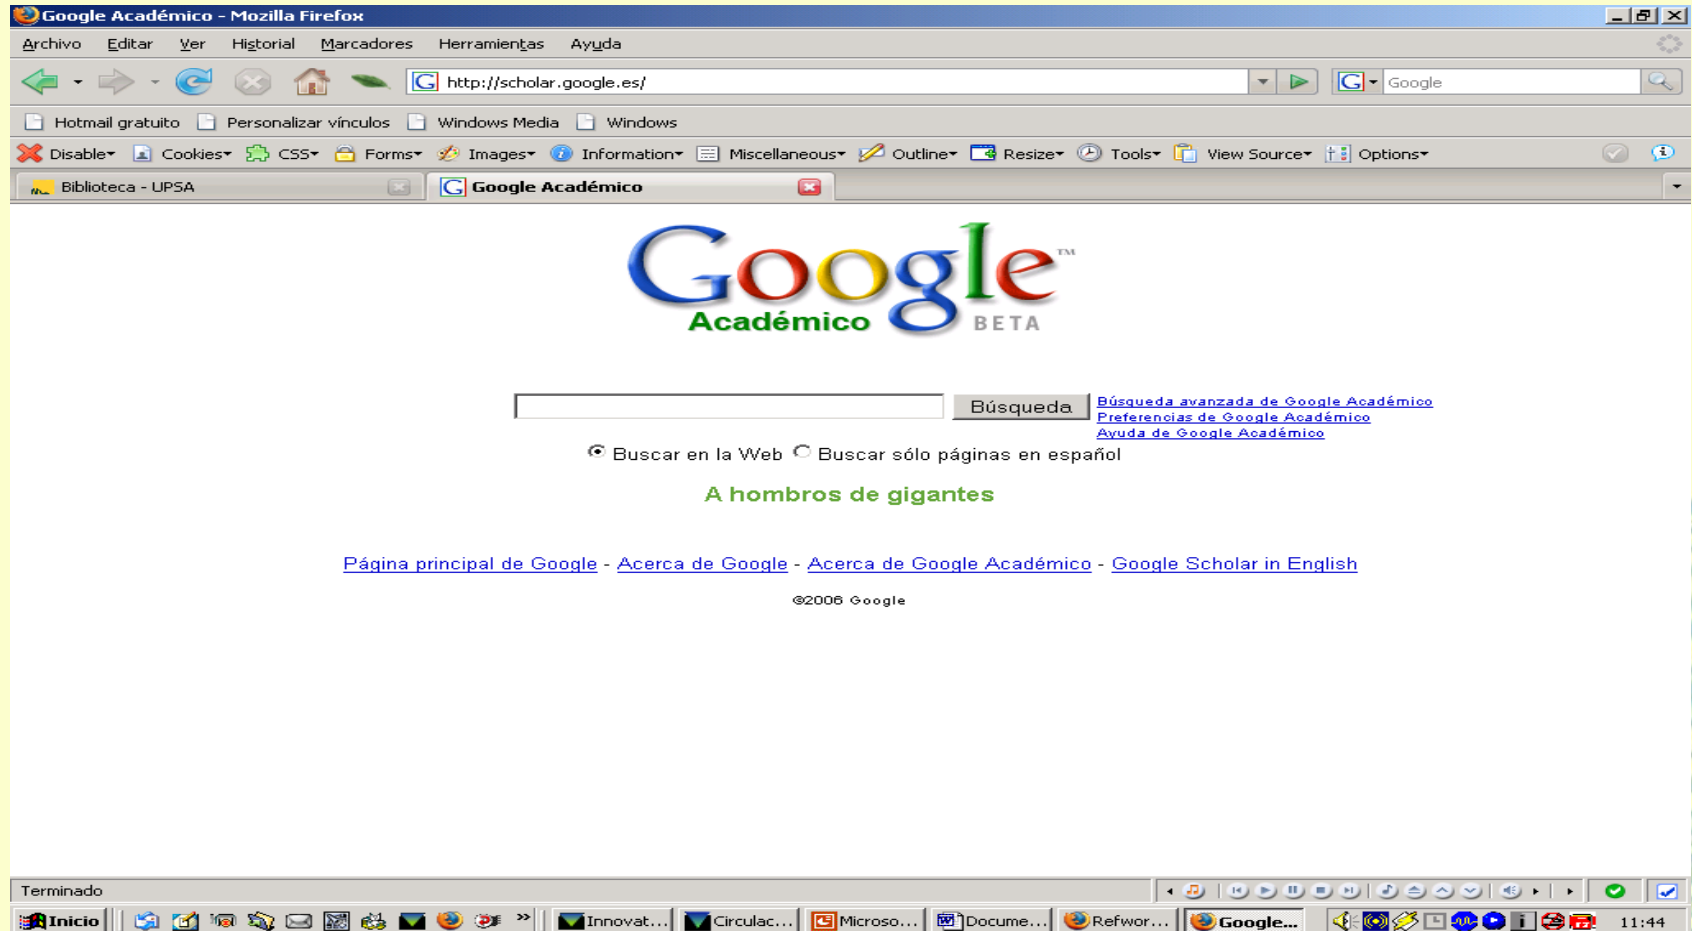 Google Académico - Mozilla Firefox
Archivo Editar Ver Historial Marcadores Herramientas Ayuda
http://scholar.google.es/ Google
Hotmail gratuito Personalizar vínculos Windows Media Windows
Disable Cookies CSS Forms Images Information Miscellaneous Outline Resize Tools View Source Options
Biblioteca - UPSA Google Académico
Google TM
Académico BETA
Búsqueda Búsqueda avanzada de Google Académico
Preferencias de Google Académico
Ayuda de Google Académico
Buscar en la Web Buscar sólo páginas en español
A hombros de gigantes
Página principal de Google - Acerca de Google - Acerca de Google Académico - Google Scholar in English
©2006 Google
Terminado
Inicio Innovat... Circulac... Microso... Docume... Refwor... Google... 11:44